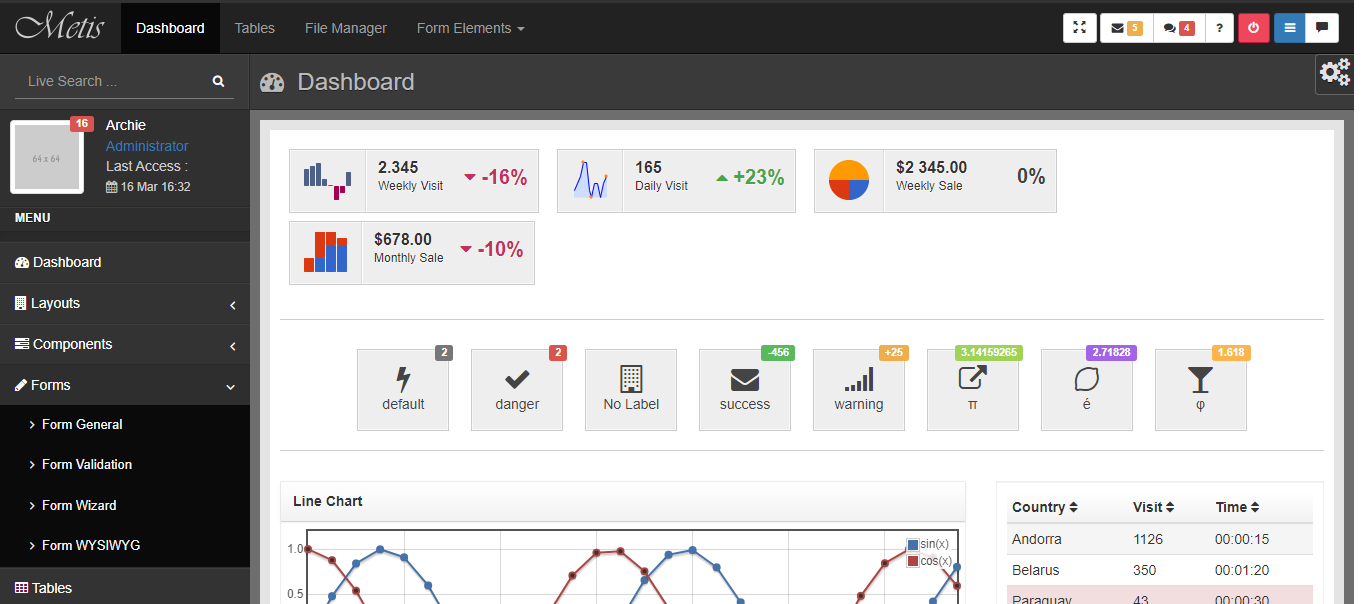 Metis Dashboard Tables File Manager Form Elements 5 4 ?
Live Search ...
Dashboard
16
64 x 64
Archie
Administrator
Last Access :
16 Mar 16:32
MENU
Dashboard
Layouts
Components
Forms
Form General
Form Validation
Form Wizard
Form WYSIWYG
Tables
2.345
Weekly Visit
-16%
165
Daily Visit
+23%
$2 345.00
Weekly Sale
0%
$678.00
Monthly Sale
-10%
2
default
2
danger
No Label
-456
success
+25
warning
3.14159265
π
2.71828
é
1.618
φ
Line Chart
1.0
0.5
sin(x)
cos(x)
Country Visit Time
Andorra 1126 00:00:15
Belarus 350 00:01:20
Paraguay 43 00:00:30